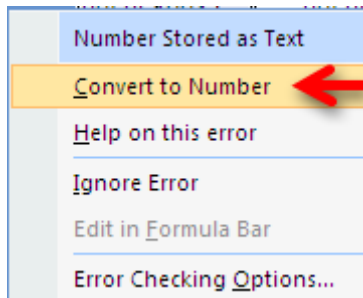 Number Stored as Text
Convert to Number
Help on this error
Ignore Error
Edit in Formula Bar
Error Checking Options...